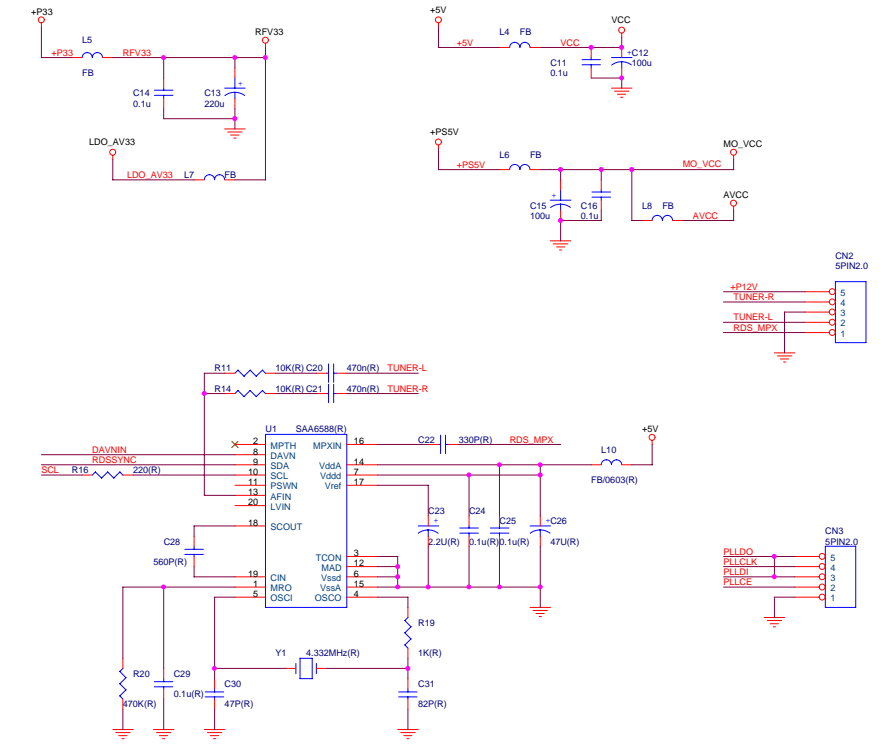 +P33
L5
RFV33
+P33
RFV33
FB
C14
0.1u
C13
+
220u
LDO_AV33
LDO_AV33
L7
FB
+5V
L4
FB
VCC
+5V
VCC
C11
0.1u
+
C12
100u
+PS5V
L6
FB
MO_VCC
+PS5V
MO_VCC
+
C15
100u
C16
0.1u
L8
FB
AVCC
AVCC
CN2
5PIN2.0
+P12V
5
TUNER-R
4
3
TUNER-L
2
RDS_MPX
1
R11
10K(R)
C20
470n(R)
TUNER-L
R14
10K(R)
C21
470n(R)
TUNER-R
U1
SAA6588(R)
2
MPTH
MPXIN
16
C22
330P(R)
RDS_MPX
+5V
DAVNIN
8
DAVN
RDSSYNC
9
SDA
VddA
14
L10
FB/0603(R)
SCL
R16
220(R)
10
SCL
Vddd
7
11
PSWN
Vref
17
13
AFIN
20
LVIN
18
SCOUT
C23
+
2.2U(R)
C24
0.1u(R)
C25
0.1u(R)
+
C26
47U(R)
C28
560P(R)
TCON
3
MAD
12
19
CIN
Vssd
6
1
MRO
VssA
15
5
OSCI
OSCO
4
R19
1K(R)
Y1
4.332MHz(R)
R20
470K(R)
C29
0.1u(R)
C30
47P(R)
C31
82P(R)
CN3
5PIN2.0
PLLDO
5
PLLCLK
4
PLLDI
3
PLLCE
2
1